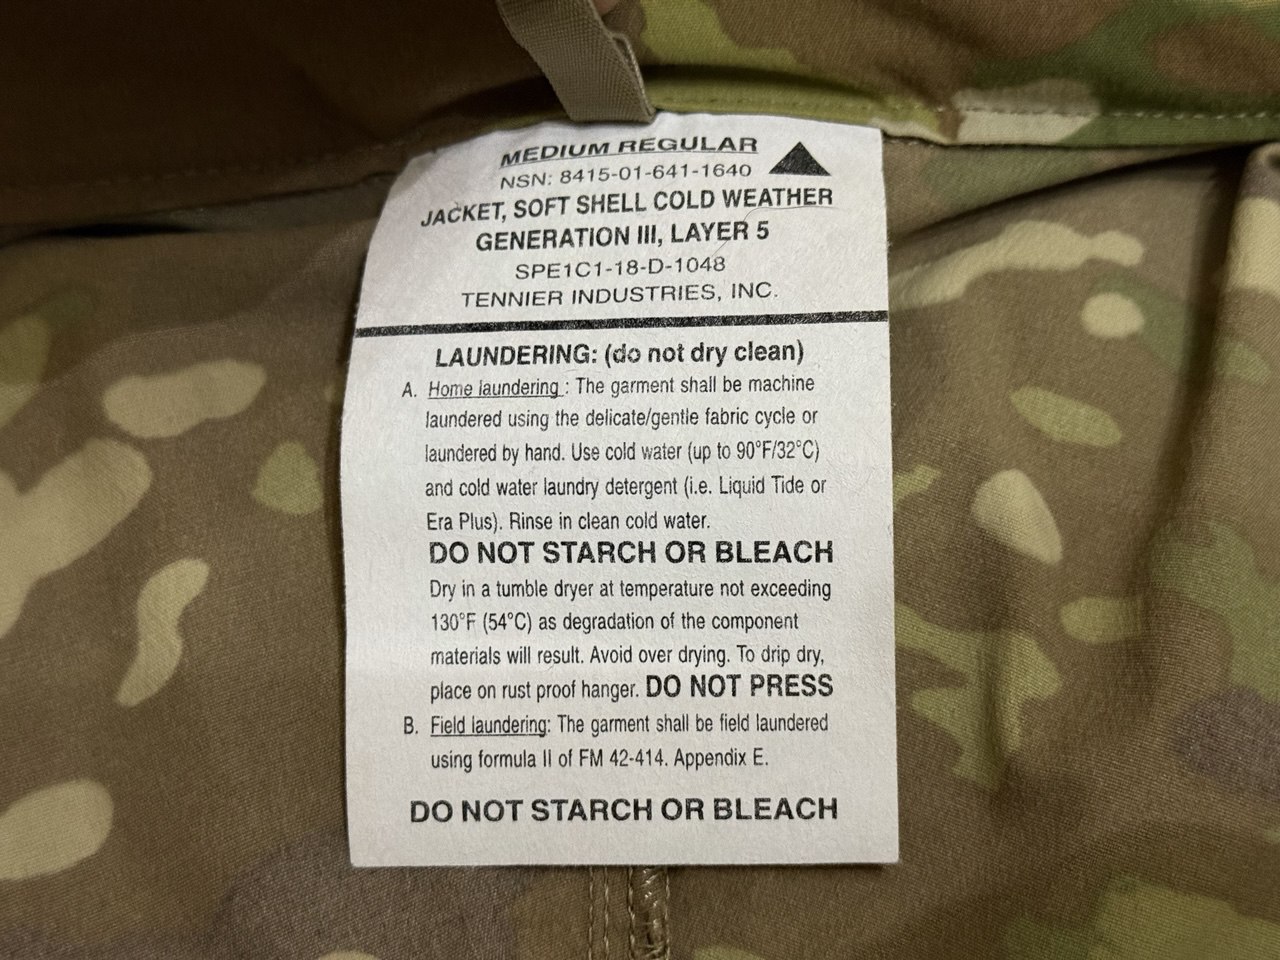 MEDIUM REGULAR
NSN: 8415-01-641-1640
JACKET, SOFT SHELL COLD WEATHER
GENERATION III, LAYER 5
SPE1C1-18-D-1048
TENNIER INDUSTRIES, INC.
LAUNDERING: (do not dry clean)
A. Home laundering : The garment shall be machine
laundered using the delicate/gentle fabric cycle or
laundered by hand. Use cold water (up to 90°F/32°C)
and cold water laundry detergent (i.e. Liquid Tide or
Era Plus). Rinse in clean cold water.
DO NOT STARCH OR BLEACH
Dry in a tumble dryer at temperature not exceeding
130°F (54°C) as degradation of the component
materials will result. Avoid over drying. To drip dry,
place on rust proof hanger. DO NOT PRESS
B. Field laundering: The garment shall be field laundered
using formula II of FM 42-414. Appendix E.
DO NOT STARCH OR BLEACH